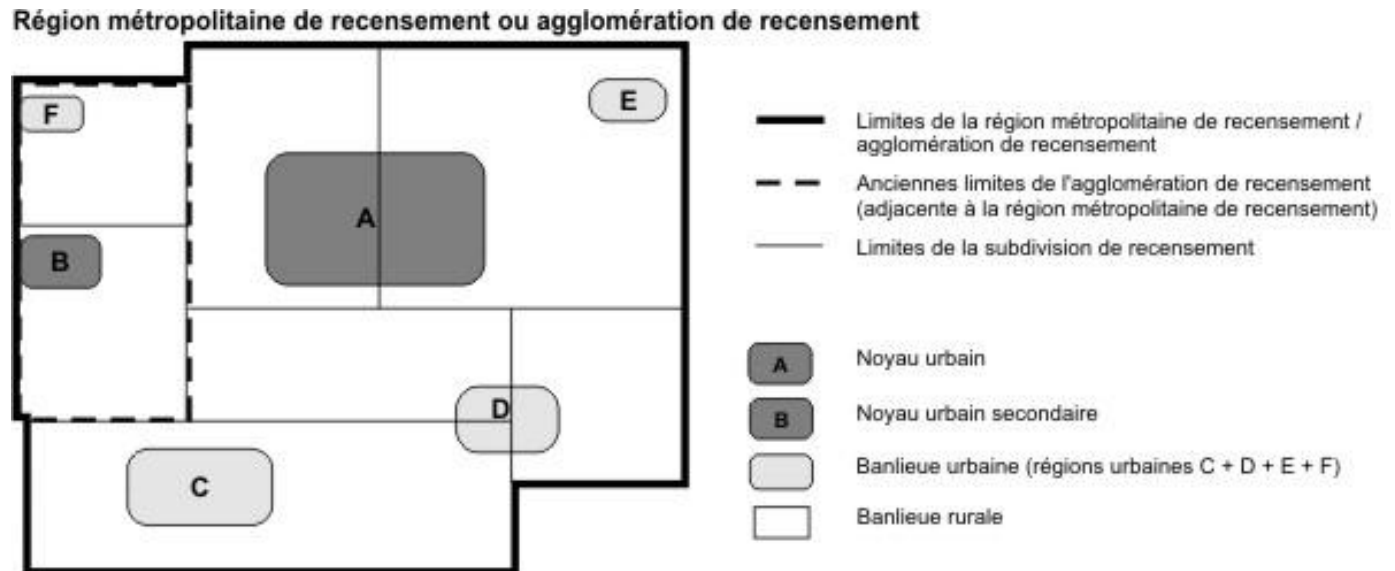 Région métropolitaine de recensement ou agglomération de recensement
F
E
A
B
D
C
Limites de la région métropolitaine de recensement /
agglomération de recensement
Anciennes limites de l'agglomération de recensement
(adjacente à la région métropolitaine de recensement)
Limites de la subdivision de recensement
A Noyau urbain
B Noyau urbain secondaire
Banlieue urbaine (régions urbaines C + D + E + F)
Banlieue rurale